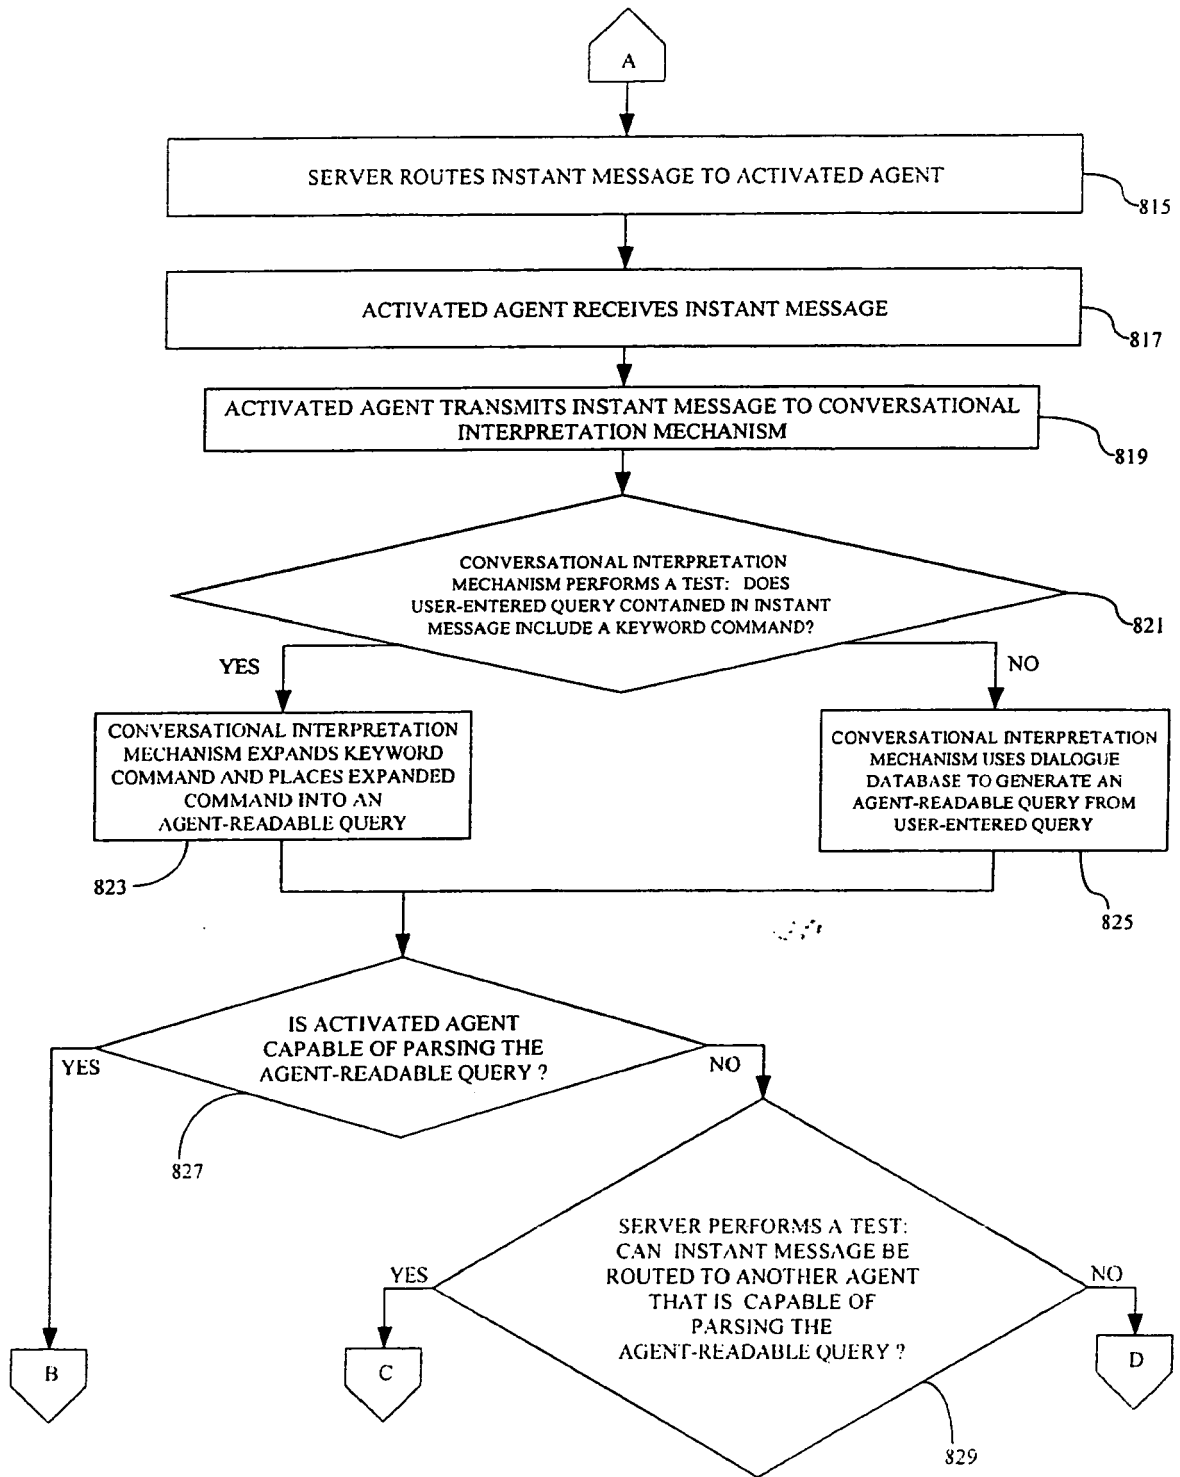 A
SERVER ROUTES INSTANT MESSAGE TO ACTIVATED AGENT
815
ACTIVATED AGENT RECEIVES INSTANT MESSAGE
817
ACTIVATED AGENT TRANSMITS INSTANT MESSAGE TO CONVERSATIONAL
INTERPRETATION MECHANISM
819
CONVERSATIONAL INTERPRETATION
MECHANISM PERFORMS A TEST: DOES
USER-ENTERED QUERY CONTAINED IN INSTANT
MESSAGE INCLUDE A KEYWORD COMMAND?
821
YES
NO
CONVERSATIONAL INTERPRETATION
MECHANISM EXPANDS KEYWORD
COMMAND AND PLACES EXPANDED
COMMAND INTO AN
AGENT-READABLE QUERY
823
CONVERSATIONAL INTERPRETATION
MECHANISM USES DIALOGUE
DATABASE TO GENERATE AN
AGENT-READABLE QUERY FROM
USER-ENTERED QUERY
825
IS ACTIVATED AGENT
CAPABLE OF PARSING THE
AGENT-READABLE QUERY ?
YES
NO
827
SERVER PERFORMS A TEST:
CAN INSTANT MESSAGE BE
ROUTED TO ANOTHER AGENT
THAT IS CAPABLE OF
PARSING THE
AGENT-READABLE QUERY ?
YES
NO
B
C
D
829